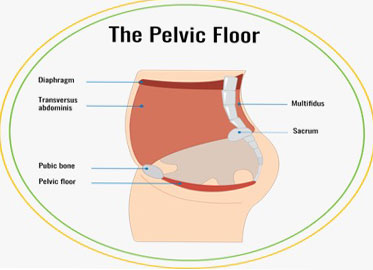 The Pelvic Floor
Diaphragm
Transversus
abdominis
Multifidus
Sacrum
Pubic bone
Pelvic floor